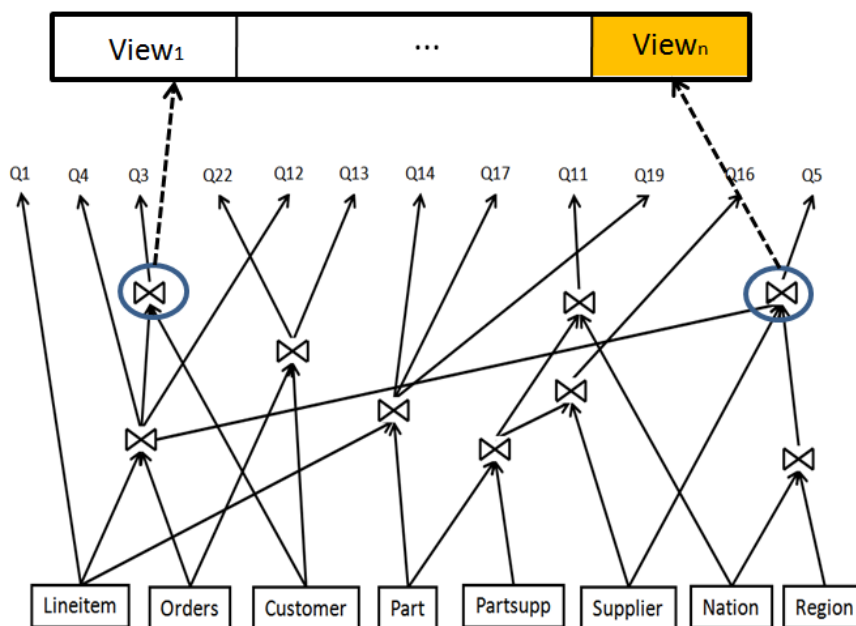 View1 ... Viewn
Q1 Q4 Q3 Q22 Q12 Q13 Q14 Q17 Q11 Q19 Q16 Q5
Lineitem Orders Customer Part Partsupp Supplier Nation Region